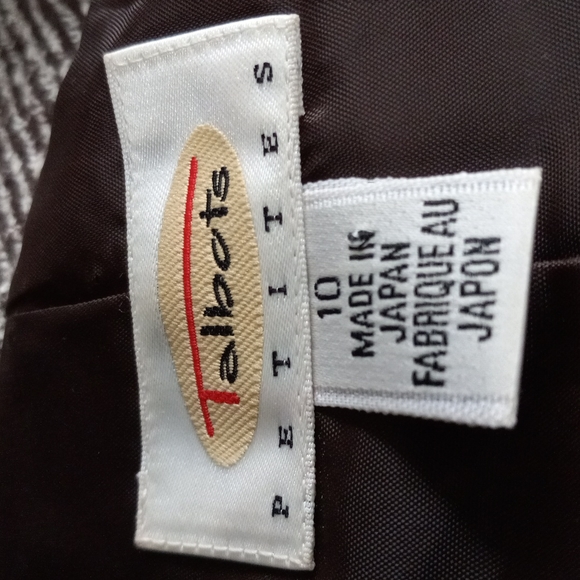 Talbots
PETITES
10
MADE IN
JAPAN
FABRIQUE AU
JAPON